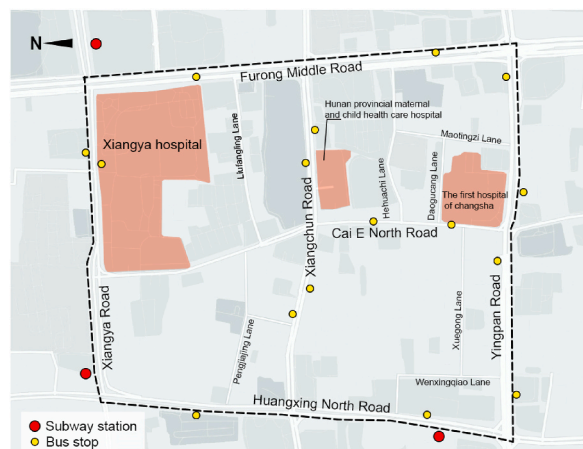 N
Furong Middle Road
Hunan provincial maternal
and child health care hospital
Xiangya hospital
Liufangling Lane
Maotingzi Lane
Hehuachi Lane
Daogucang Lane
The first hospital
of changsha
Xiangchun Road
Cai E North Road
Yingpan Road
Xiangya Road
Pengjiajing Lane
Xuegong Lane
Wenxingqiao Lane
Huangxing North Road
Subway station
Bus stop